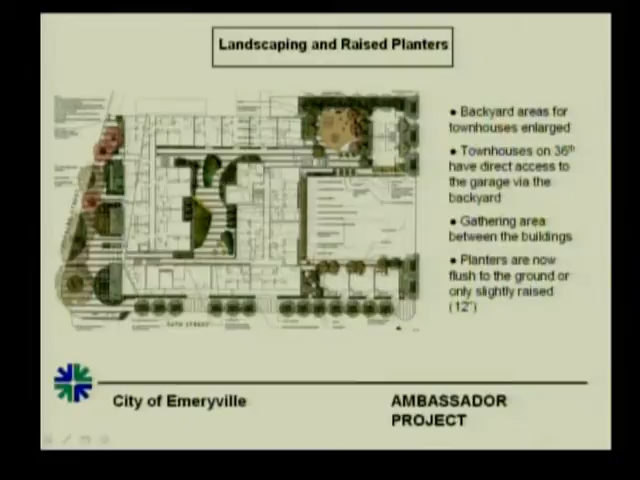 Landscaping and Raised Planters
● Backyard areas for
townhouses enlarged
● Townhouses on 36th
have direct access to
the garage via the
backyard
● Gathering area
between the buildings
● Planters are now
flush to the ground or
only slightly raised
(12")
City of Emeryville
AMBASSADOR
PROJECT